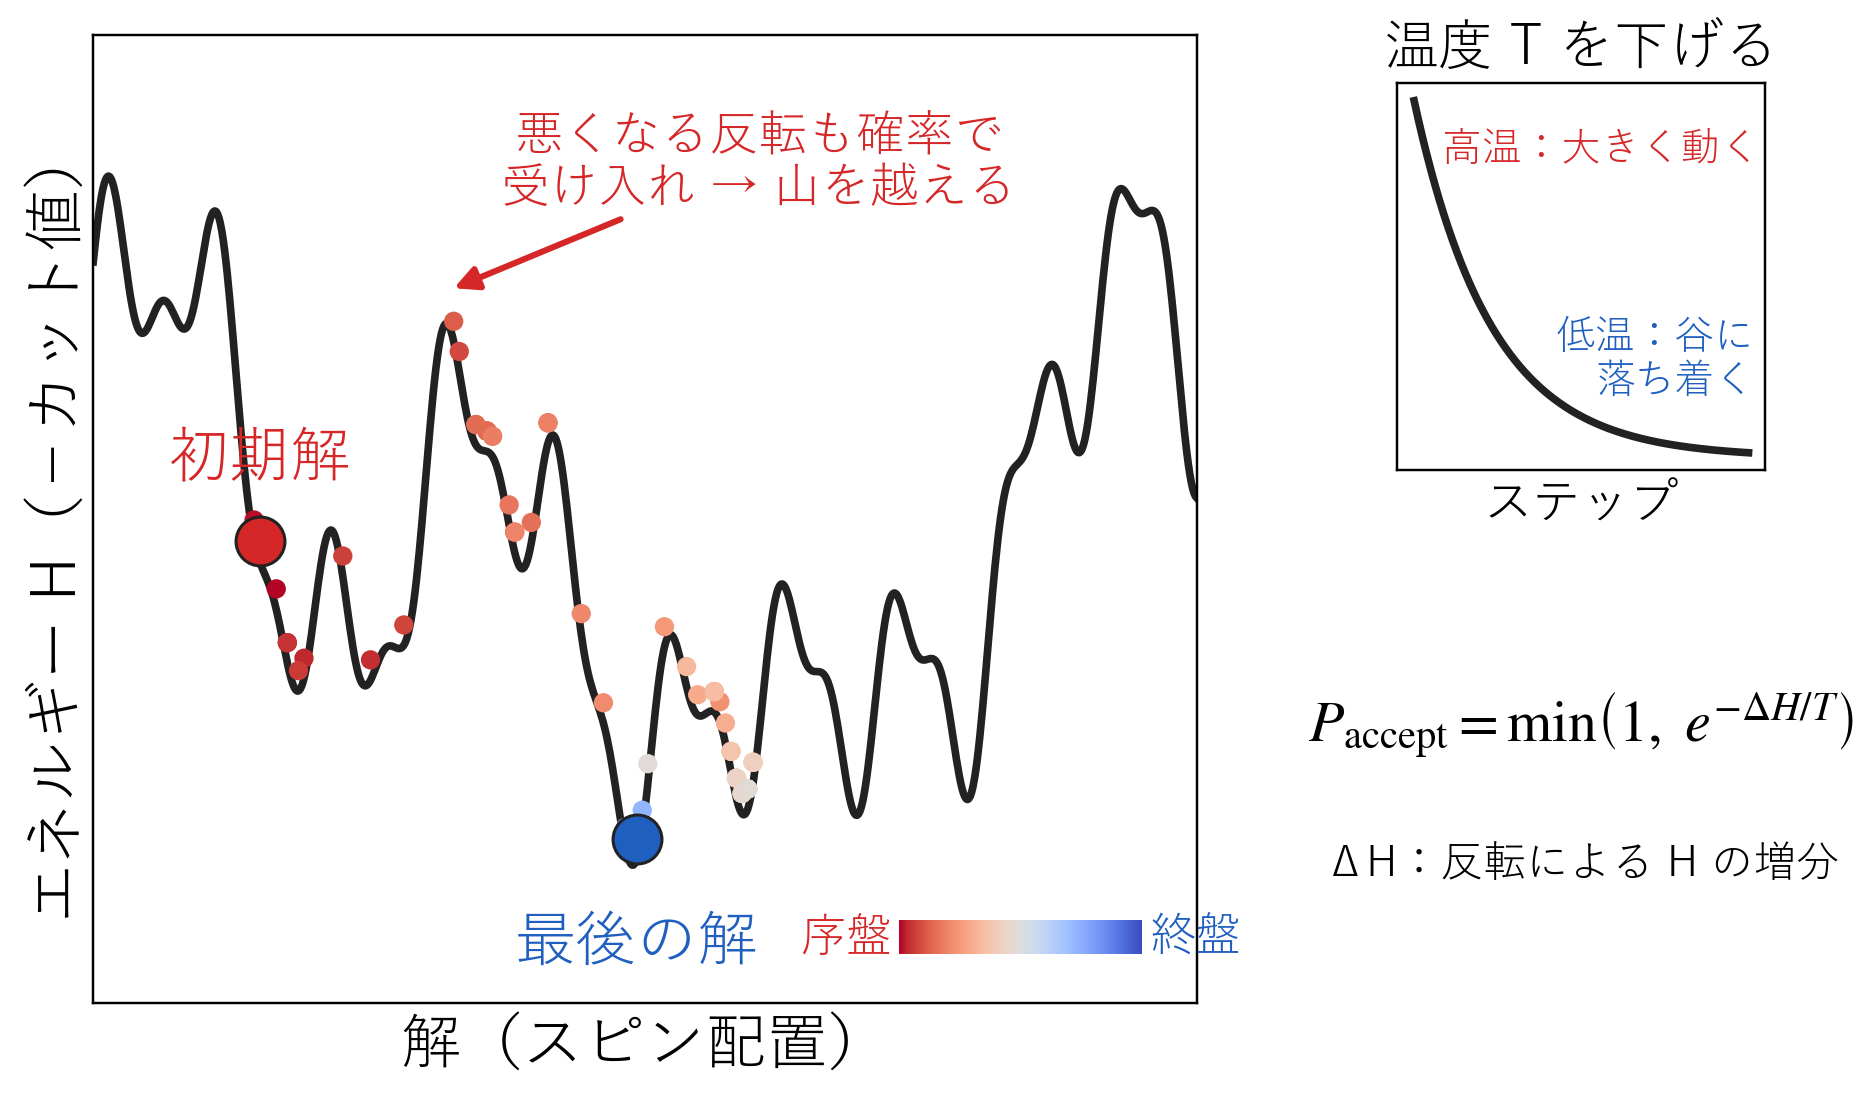 エネルギー H（−カット値）
悪くなる反転も確率で
受け入れ → 山を越える
初期解
最後の解
序盤
終盤
解（スピン配置）
温度 T を下げる
高温：大きく動く
低温：谷に
落ち着く
ステップ
P_accept = min(1, e^{−ΔH/T})
ΔH：反転による H の増分